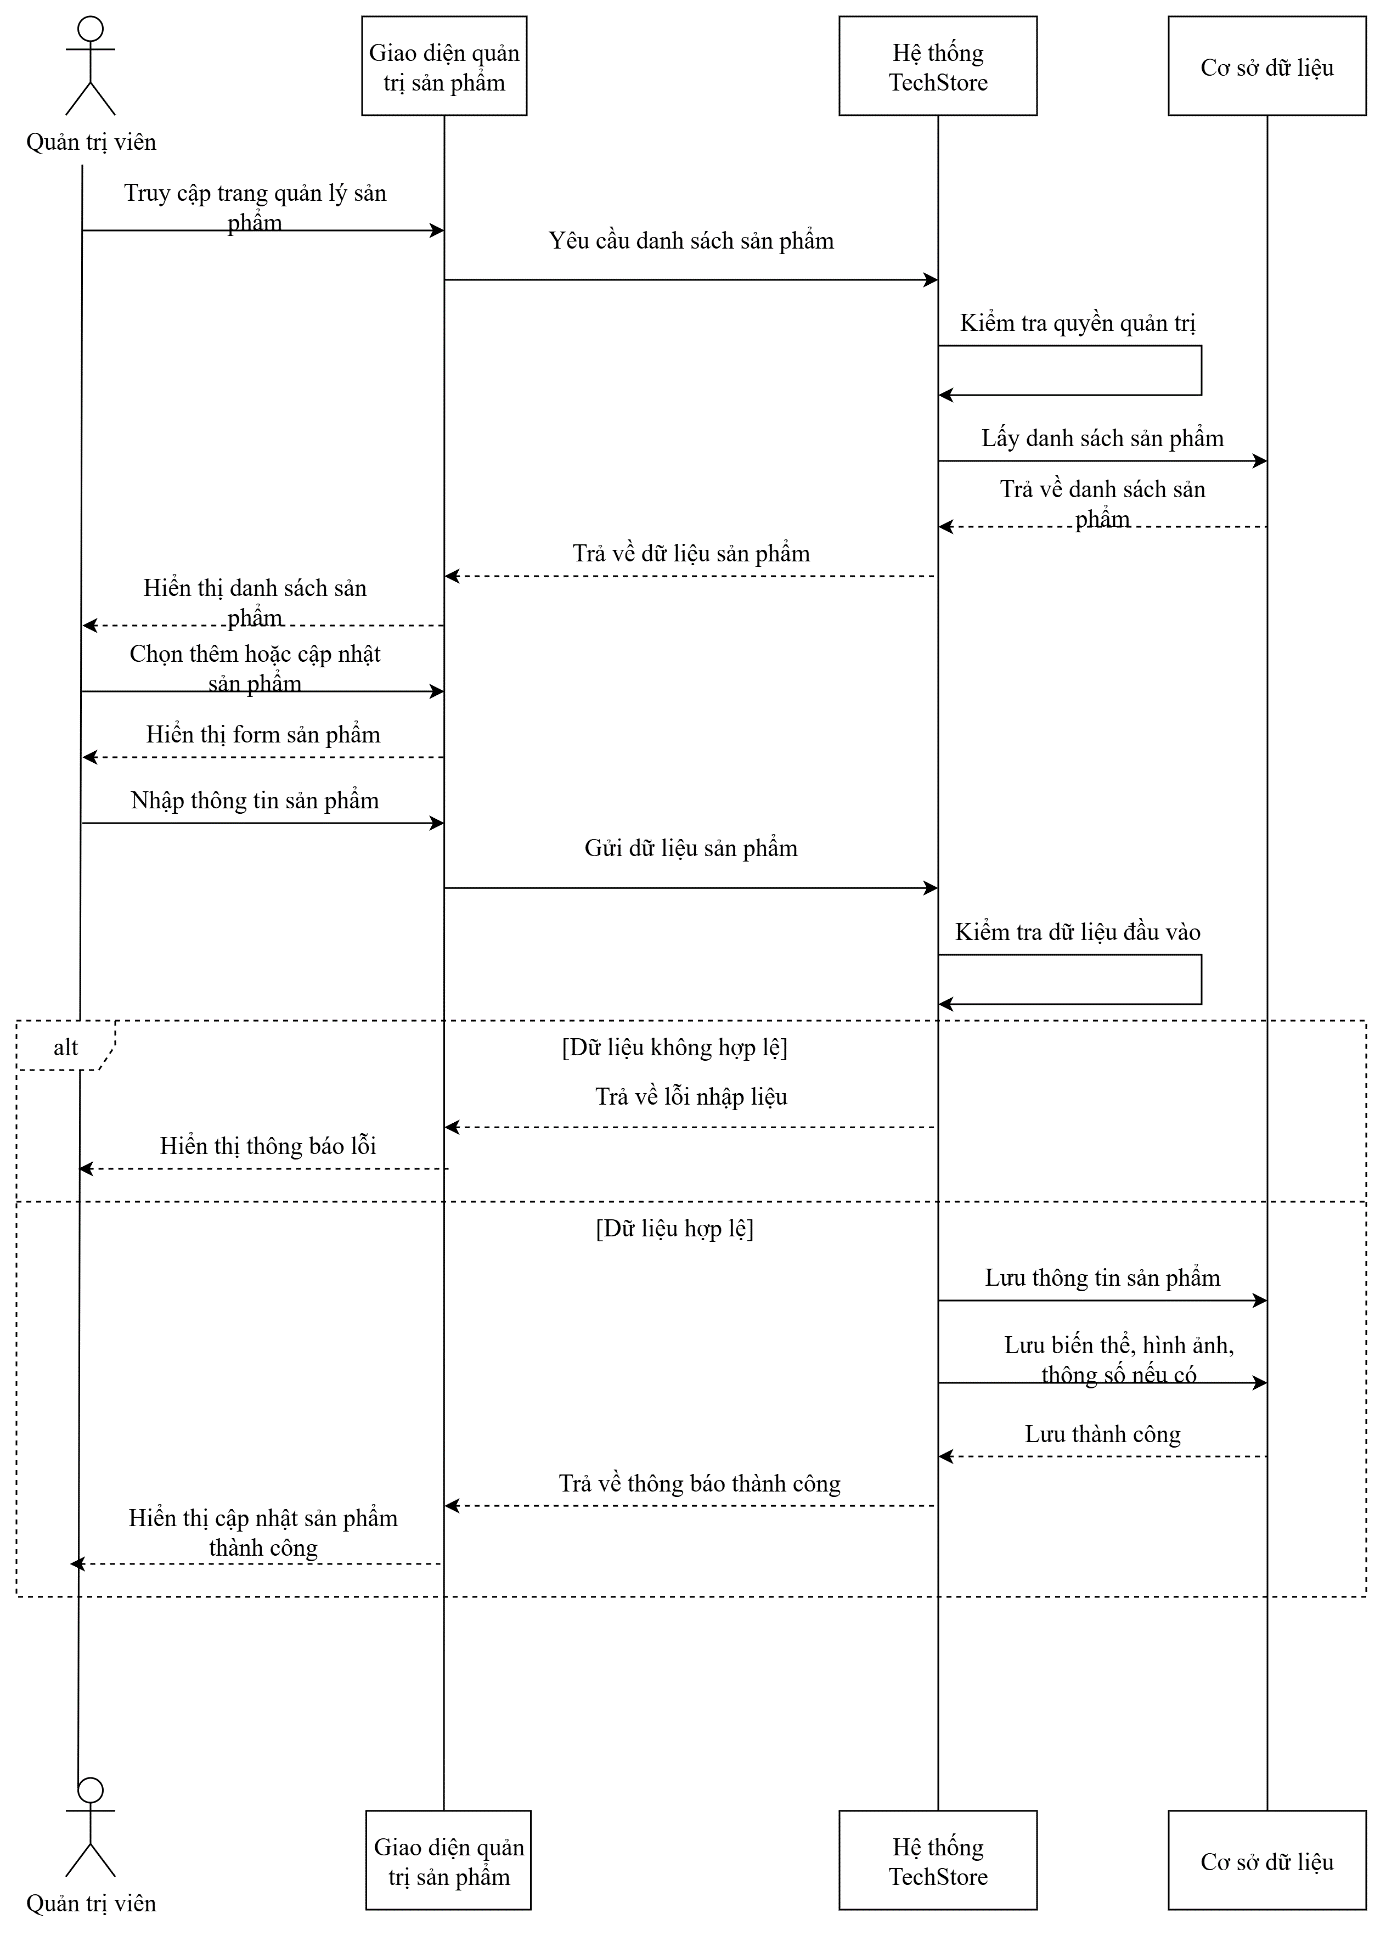 Giao diện quản
trị sản phẩm
Hệ thống
TechStore
Cơ sở dữ liệu
Quản trị viên
Truy cập trang quản lý sản
phẩm
Yêu cầu danh sách sản phẩm
Kiểm tra quyền quản trị
Lấy danh sách sản phẩm
Trả về danh sách sản
phẩm
Trả về dữ liệu sản phẩm
Hiển thị danh sách sản
phẩm
Chọn thêm hoặc cập nhật
sản phẩm
Hiển thị form sản phẩm
Nhập thông tin sản phẩm
Gửi dữ liệu sản phẩm
Kiểm tra dữ liệu đầu vào
alt
[Dữ liệu không hợp lệ]
Trả về lỗi nhập liệu
Hiển thị thông báo lỗi
[Dữ liệu hợp lệ]
Lưu thông tin sản phẩm
Lưu biến thể, hình ảnh,
thông số nếu có
Lưu thành công
Trả về thông báo thành công
Hiển thị cập nhật sản phẩm
thành công
Giao diện quản
trị sản phẩm
Hệ thống
TechStore
Cơ sở dữ liệu
Quản trị viên